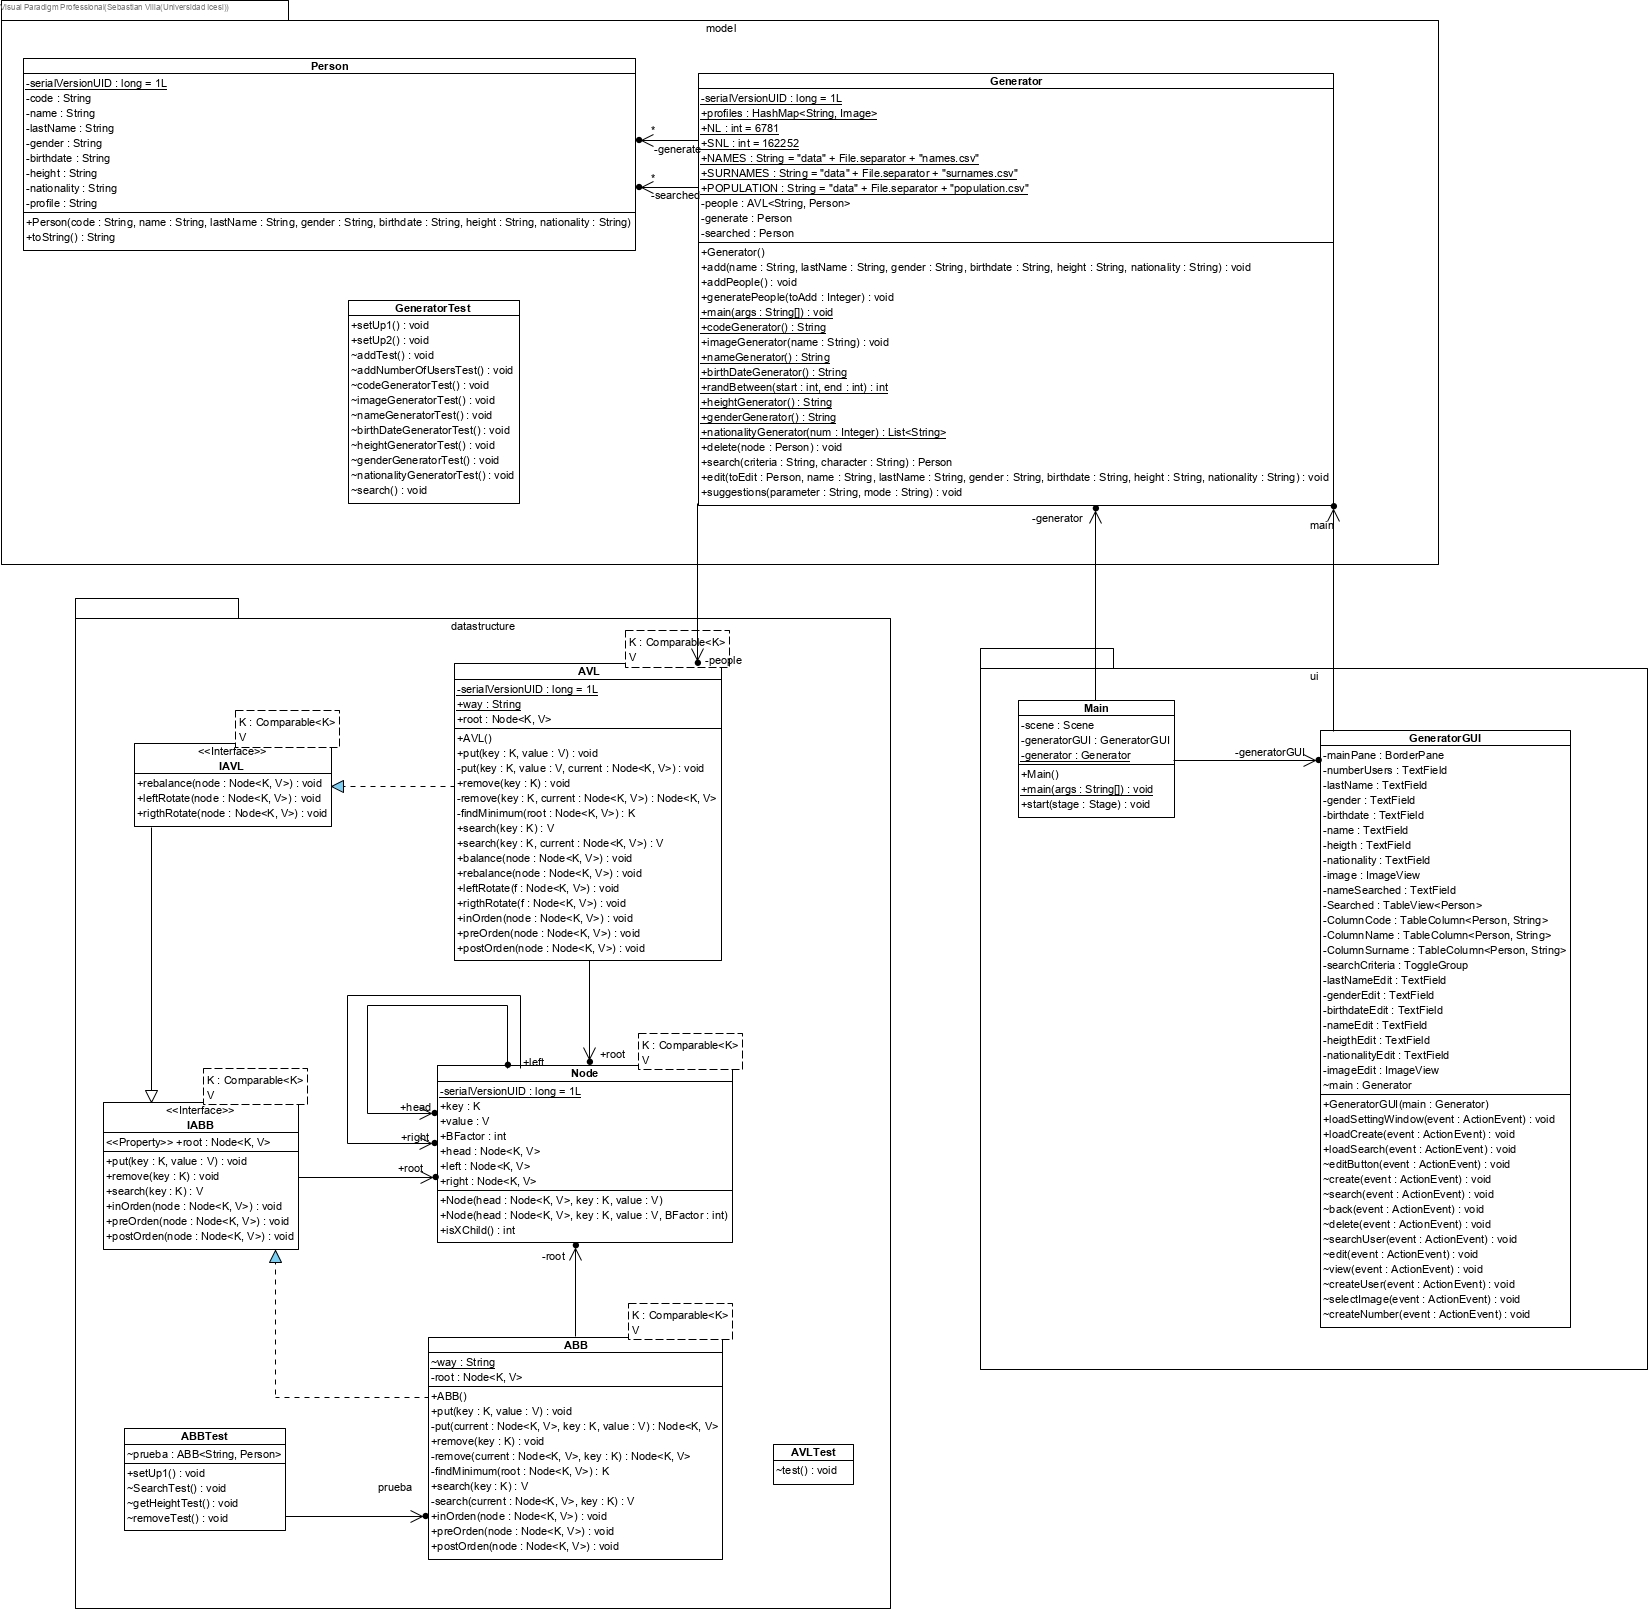 Visual Paradigm Professional(Sebastian Villa(Universidad Icesi))
model
Person
-serialVersionUID : long = 1L
-code : String
-name : String
-lastName : String
-gender : String
-birthdate : String
-height : String
-nationality : String
-profile : String
+Person(code : String, name : String, lastName : String, gender : String, birthdate : String, height : String, nationality : String)
+toString() : String
*
-generate
*
-searched
Generator
-serialVersionUID : long = 1L
+profiles : HashMap<String, Image>
+NL : int = 6781
+SNL : int = 162252
+NAMES : String = "data" + File.separator + "names.csv"
+SURNAMES : String = "data" + File.separator + "surnames.csv"
+POPULATION : String = "data" + File.separator + "population.csv"
-people : AVL<String, Person>
-generate : Person
-searched : Person
+Generator()
+add(name : String, lastName : String, gender : String, birthdate : String, height : String, nationality : String) : void
+addPeople() : void
+generatePeople(toAdd : Integer) : void
+main(args : String[]) : void
+codeGenerator() : String
+imageGenerator(name : String) : void
+nameGenerator() : String
+birthDateGenerator() : String
+randBetween(start : int, end : int) : int
+heightGenerator() : String
+genderGenerator() : String
+nationalityGenerator(num : Integer) : List<String>
+delete(node : Person) : void
+search(criteria : String, character : String) : Person
+edit(toEdit : Person, name : String, lastName : String, gender : String, birthdate : String, height : String, nationality : String) : void
+suggestions(parameter : String, mode : String) : void
GeneratorTest
+setUp1() : void
+setUp2() : void
~addTest() : void
~addNumberOfUsersTest() : void
~codeGeneratorTest() : void
~imageGeneratorTest() : void
~nameGeneratorTest() : void
~birthDateGeneratorTest() : void
~heightGeneratorTest() : void
~genderGeneratorTest() : void
~nationalityGeneratorTest() : void
~search() : void
-generator
main
datastructure
K : Comparable<K>
V
-people
AVL
-serialVersionUID : long = 1L
+way : String
+root : Node<K, V>
+AVL()
+put(key : K, value : V) : void
-put(key : K, value : V, current : Node<K, V>) : void
+remove(key : K) : void
-remove(key : K, current : Node<K, V>) : Node<K, V>
-findMinimum(root : Node<K, V>) : K
+search(key : K) : V
+search(key : K, current : Node<K, V>) : V
+balance(node : Node<K, V>) : void
+rebalance(node : Node<K, V>) : void
+leftRotate(f : Node<K, V>) : void
+rigthRotate(f : Node<K, V>) : void
+inOrden(node : Node<K, V>) : void
+preOrden(node : Node<K, V>) : void
+postOrden(node : Node<K, V>) : void
K : Comparable<K>
V
<<Interface>>
IAVL
+rebalance(node : Node<K, V>) : void
+leftRotate(node : Node<K, V>) : void
+rigthRotate(node : Node<K, V>) : void
+root
K : Comparable<K>
V
+left
+head
+right
+root
Node
-serialVersionUID : long = 1L
+key : K
+value : V
+BFactor : int
+head : Node<K, V>
+left : Node<K, V>
+right : Node<K, V>
+Node(head : Node<K, V>, key : K, value : V)
+Node(head : Node<K, V>, key : K, value : V, BFactor : int)
+isXChild() : int
K : Comparable<K>
V
<<Interface>>
IABB
<<Property>> +root : Node<K, V>
+put(key : K, value : V) : void
+remove(key : K) : void
+search(key : K) : V
+inOrden(node : Node<K, V>) : void
+preOrden(node : Node<K, V>) : void
+postOrden(node : Node<K, V>) : void
-root
K : Comparable<K>
V
ABB
~way : String
-root : Node<K, V>
+ABB()
+put(key : K, value : V) : void
-put(current : Node<K, V>, key : K, value : V) : Node<K, V>
+remove(key : K) : void
-remove(current : Node<K, V>, key : K) : Node<K, V>
-findMinimum(root : Node<K, V>) : K
+search(key : K) : V
-search(current : Node<K, V>, key : K) : V
+inOrden(node : Node<K, V>) : void
+preOrden(node : Node<K, V>) : void
+postOrden(node : Node<K, V>) : void
ABBTest
~prueba : ABB<String, Person>
+setUp1() : void
~SearchTest() : void
~getHeightTest() : void
~removeTest() : void
prueba
AVLTest
~test() : void
ui
Main
-scene : Scene
-generatorGUI : GeneratorGUI
-generator : Generator
+Main()
+main(args : String[]) : void
+start(stage : Stage) : void
-generatorGUI
GeneratorGUI
-mainPane : BorderPane
-numberUsers : TextField
-lastName : TextField
-gender : TextField
-birthdate : TextField
-name : TextField
-heigth : TextField
-nationality : TextField
-image : ImageView
-nameSearched : TextField
-Searched : TableView<Person>
-ColumnCode : TableColumn<Person, String>
-ColumnName : TableColumn<Person, String>
-ColumnSurname : TableColumn<Person, String>
-searchCriteria : ToggleGroup
-lastNameEdit : TextField
-genderEdit : TextField
-birthdateEdit : TextField
-nameEdit : TextField
-heigthEdit : TextField
-nationalityEdit : TextField
-imageEdit : ImageView
~main : Generator
+GeneratorGUI(main : Generator)
+loadSettingWindow(event : ActionEvent) : void
+loadCreate(event : ActionEvent) : void
+loadSearch(event : ActionEvent) : void
~editButton(event : ActionEvent) : void
~create(event : ActionEvent) : void
~search(event : ActionEvent) : void
~back(event : ActionEvent) : void
~delete(event : ActionEvent) : void
~searchUser(event : ActionEvent) : void
~edit(event : ActionEvent) : void
~view(event : ActionEvent) : void
~createUser(event : ActionEvent) : void
~selectImage(event : ActionEvent) : void
~createNumber(event : ActionEvent) : void